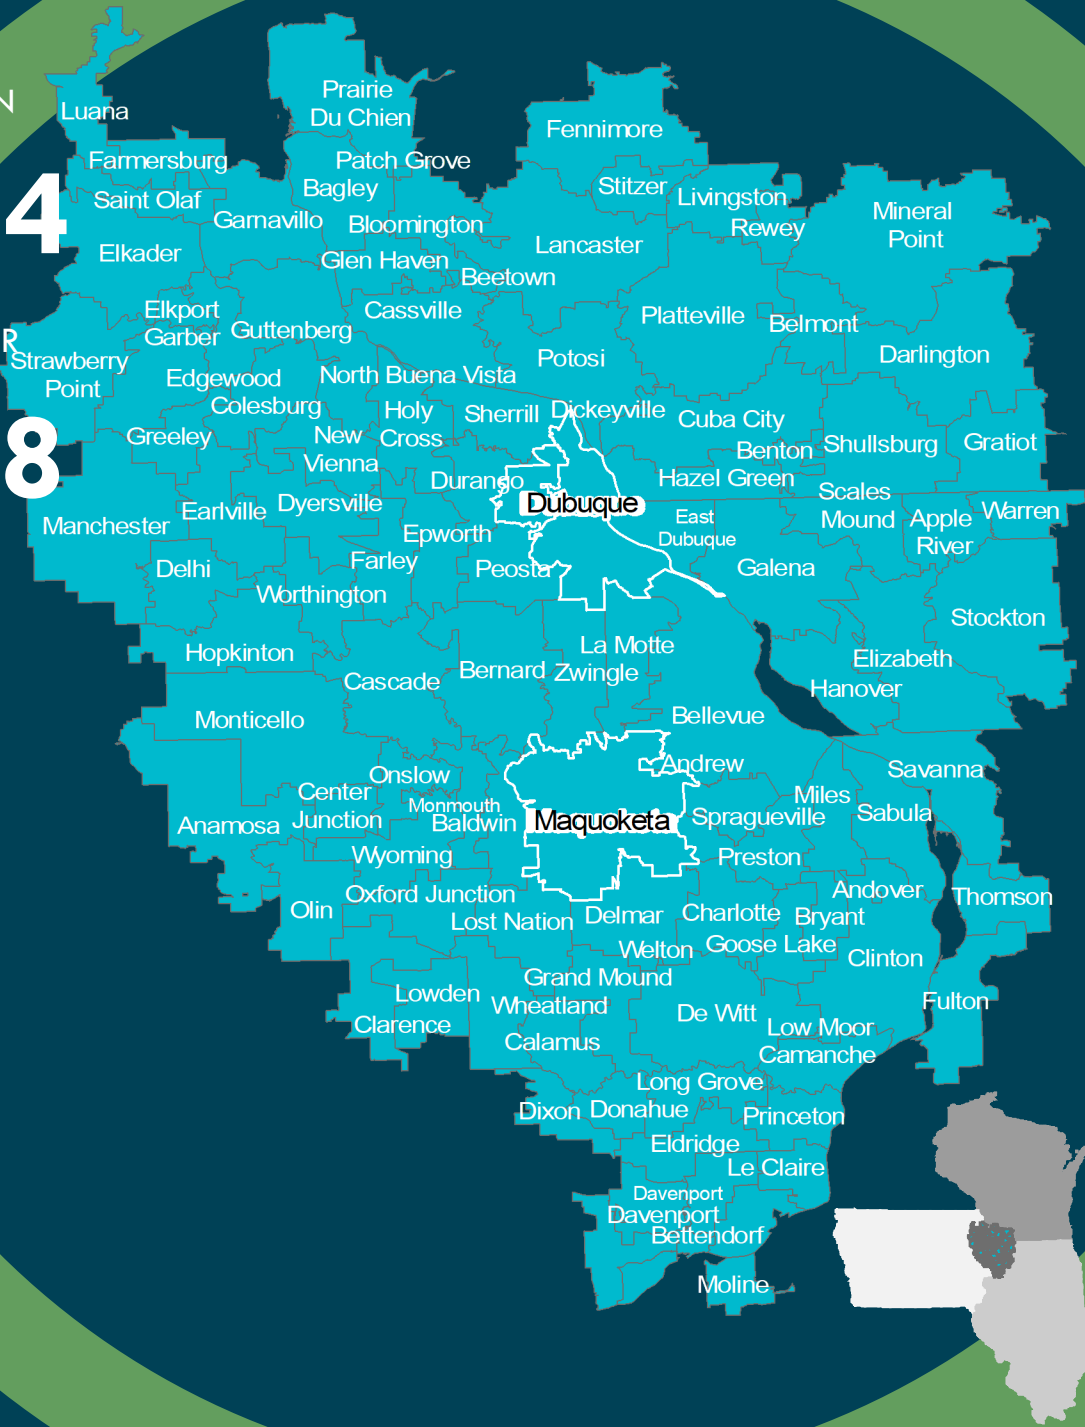 N
Luana
Prairie
Du Chien
Fennimore
Farmersburg
Patch Grove
4
Saint Olaf
Bagley
Stitzer
Livingston
Garnavillo
Bloomington
Rewey
Mineral
Point
Elkader
Glen Haven
Lancaster
Beetown
Elkport
Garber
Guttenberg
Cassville
Platteville
Belmont
R
Strawberry
Point
Edgewood
North Buena Vista
Potosi
Darlington
Colesburg
Holy
Cross
Sherrill
Dickeyville
Cuba City
8
Greeley
New
Vienna
Benton
Shullsburg
Gratiot
Durango
Hazel Green
Manchester
Earlville
Dyersville
Dubuque
Scales
Mound
Apple
River
Warren
Epworth
East
Dubuque
Delhi
Farley
Peosta
Galena
Worthington
Stockton
Hopkinton
La Motte
Elizabeth
Cascade
Bernard
Zwingle
Hanover
Monticello
Bellevue
Onslow
Andrew
Savanna
Center
Junction
Monmouth
Miles
Anamosa
Baldwin
Maquoketa
Spragueville
Sabula
Wyoming
Preston
Oxford Junction
Andover
Thomson
Olin
Lost Nation
Delmar
Charlotte
Bryant
Welton
Goose Lake
Clinton
Lowden
Grand Mound
Fulton
Clarence
Wheatland
De Witt
Low Moor
Calamus
Camanche
Long Grove
Dixon
Donahue
Princeton
Eldridge
Le Claire
Davenport
Davenport
Bettendorf
Moline